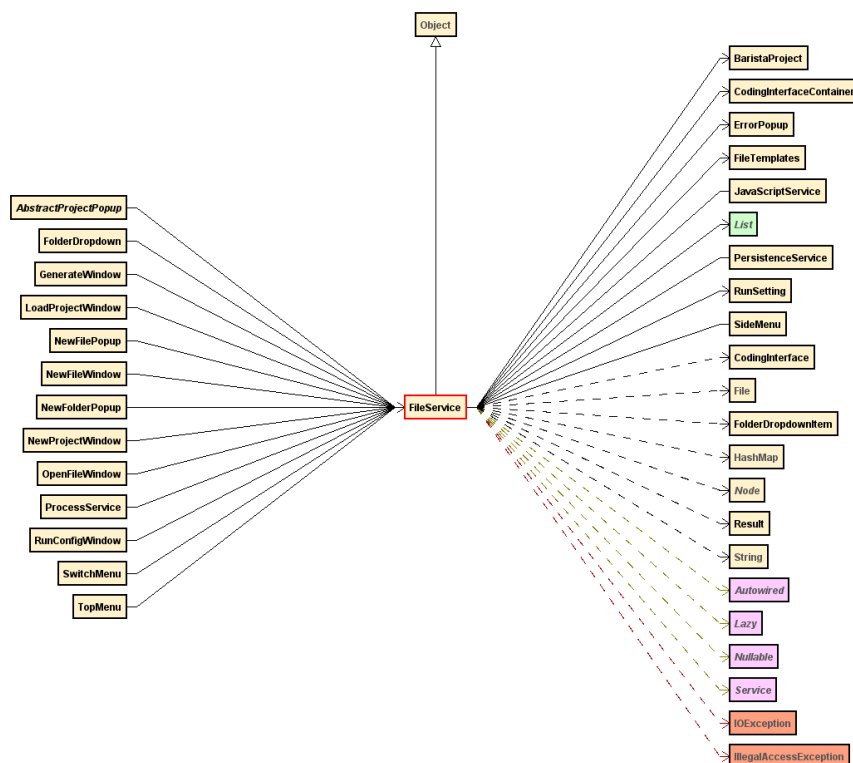 Object
AbstractProjectPopup
FolderDropdown
GenerateWindow
LoadProjectWindow
NewFilePopup
NewFileWindow
NewFolderPopup
NewProjectWindow
OpenFileWindow
ProcessService
RunConfigWindow
SwitchMenu
TopMenu
FileService
BaristaProject
CodingInterfaceContainer
ErrorPopup
FileTemplates
JavaScriptService
List
PersistenceService
RunSetting
SideMenu
CodingInterface
File
FolderDropdownItem
HashMap
Node
Result
String
Autowired
Lazy
Nullable
Service
IOException
IllegalAccessException